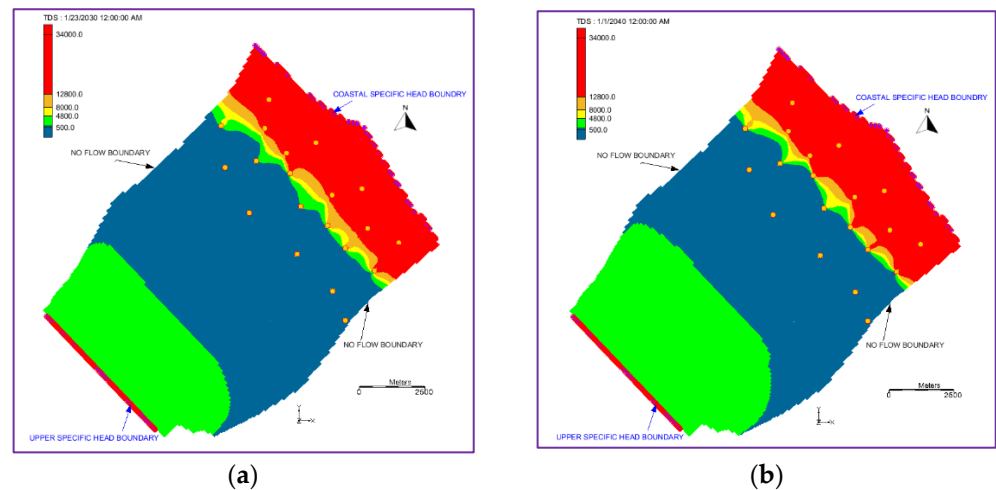 TDS : 1/23/2030 12:00:00 AM
34000.0
12800.0
8000.0
4800.0
500.0
COASTAL SPECIFIC HEAD BOUNDRY
N
NO FLOW BOUNDARY
NO FLOW BOUNDARY
Meters
0 2500
Y
X
Z
UPPER SPECIFIC HEAD BOUNDARY
(a)
TDS : 1/1/2040 12:00:00 AM
34000.0
12800.0
8000.0
4800.0
500.0
COASTAL SPECIFIC HEAD BOUNDRY
N
NO FLOW BOUNDARY
NO FLOW BOUNDARY
Meters
0 2500
Y
X
Z
UPPER SPECIFIC HEAD BOUNDARY
(b)